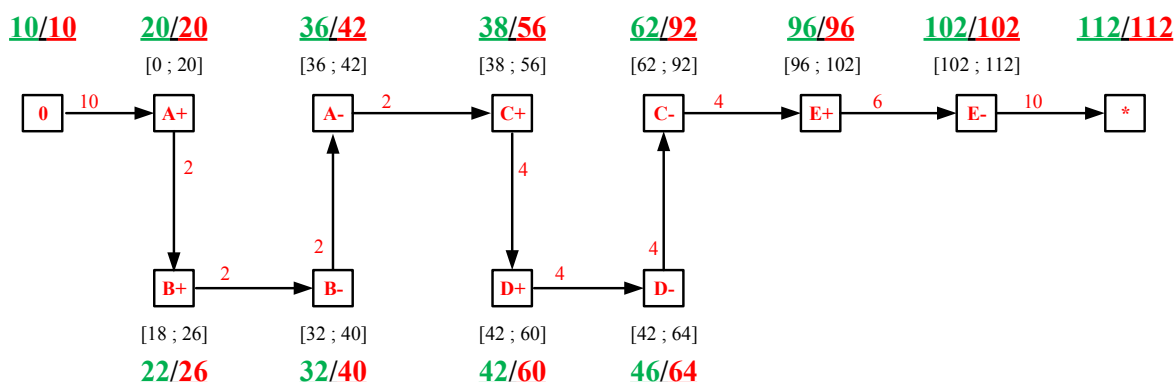 10/10 20/20 36/42 38/56 62/92 96/96 102/102 112/112
[0 ; 20] [36 ; 42] [38 ; 56] [62 ; 92] [96 ; 102] [102 ; 112]
0 10 A+ A- 2 C+ C- 4 E+ 6 E- 10 *
2 4
2 4
B+ 2 B- D+ 4 D-
[18 ; 26] [32 ; 40] [42 ; 60] [42 ; 64]
22/26 32/40 42/60 46/64